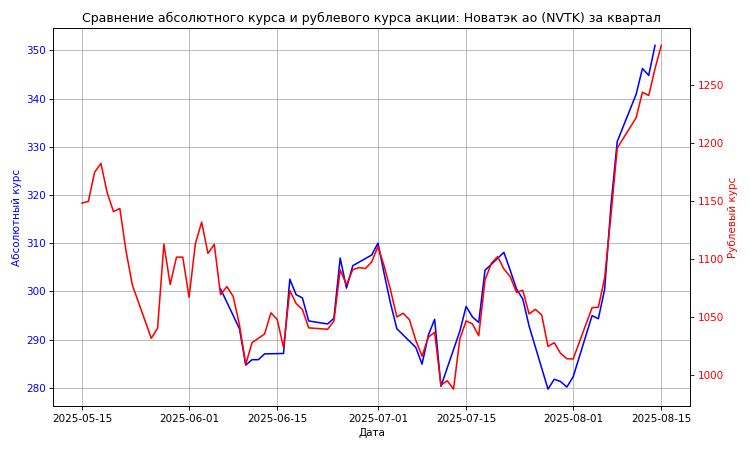 Сравнение абсолютного курса и рублевого курса акции: Новатэк ао (NVTK) за квартал
350
340
330
320
310
300
290
280
Абсолютный курс
1250
1200
1150
1100
1050
1000
Рублевый курс
2025-05-15 2025-06-01 2025-06-15 2025-07-01 2025-07-15 2025-08-01 2025-08-15
Дата